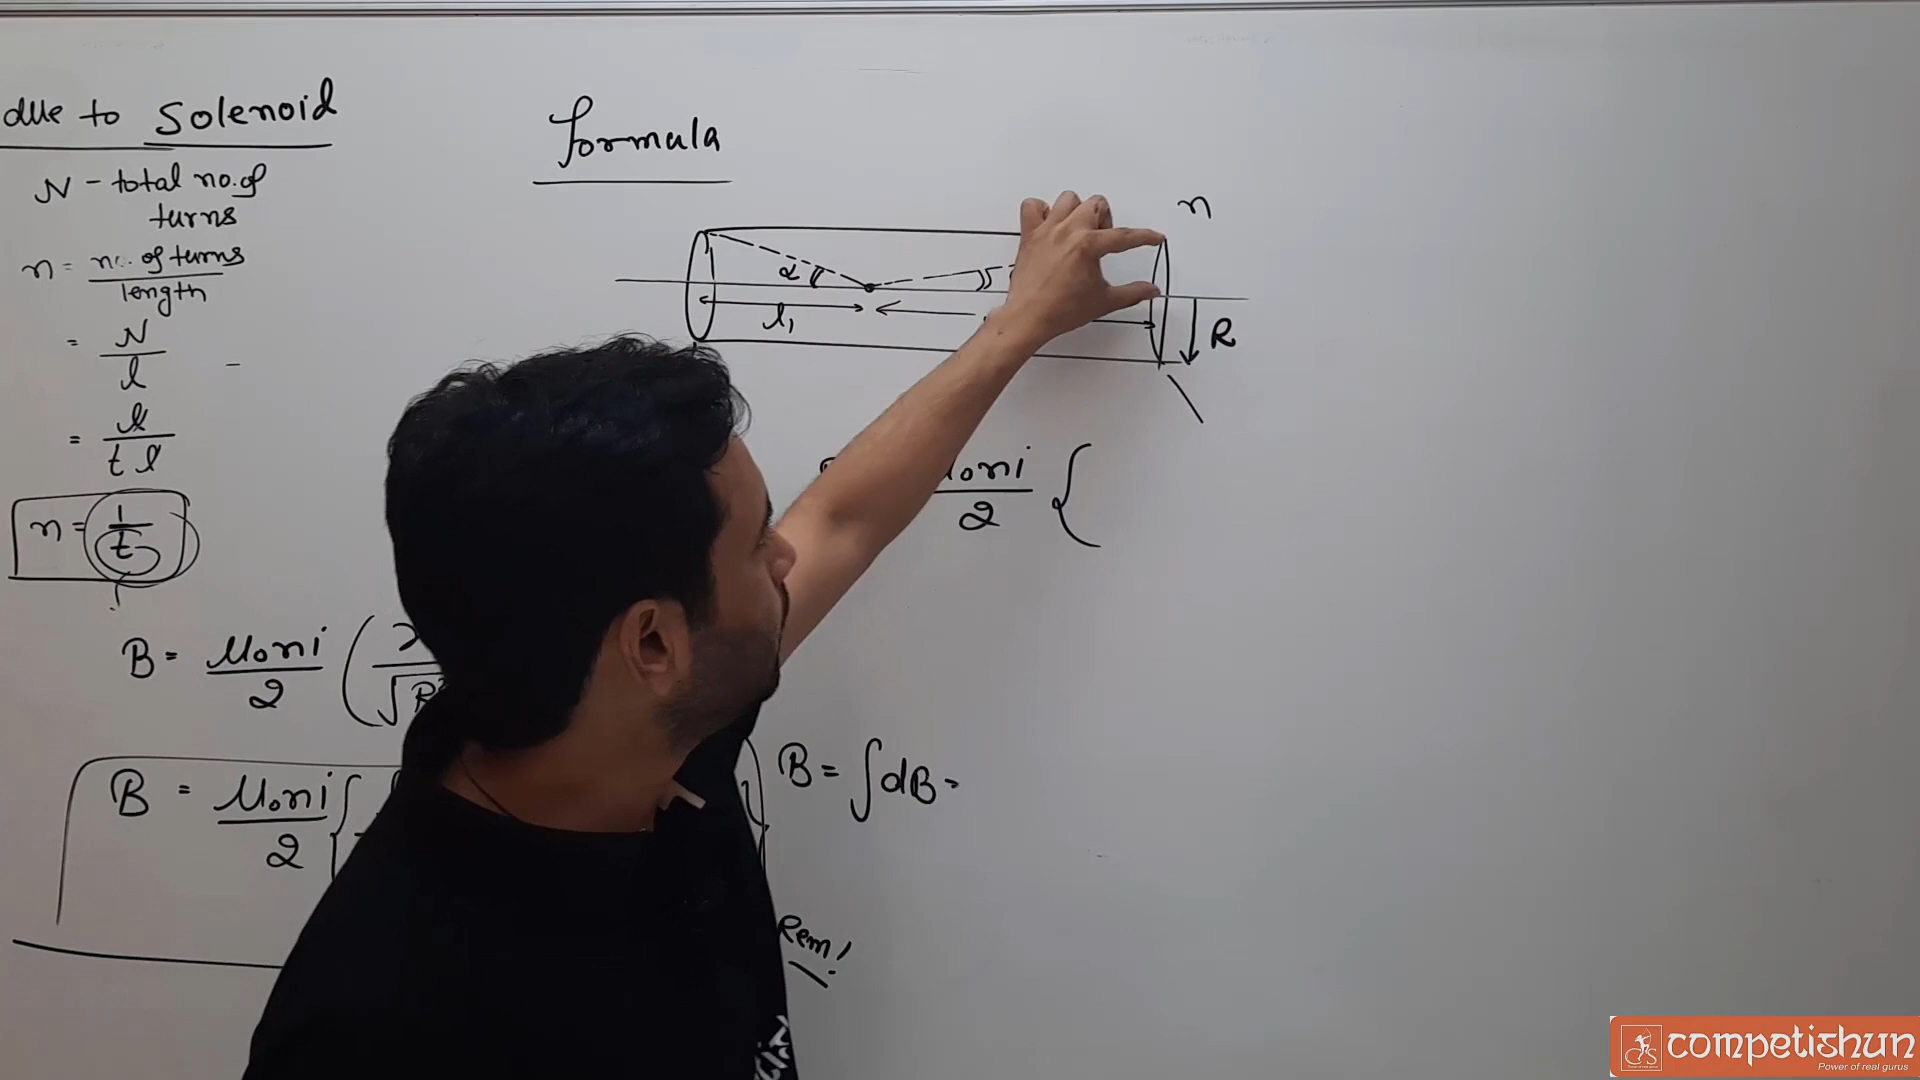 due to Solenoid
N - total no. of
turns
n = no. of turns
length
= N
l
= l
t l
n = 1
t
B = μ₀ni ( x
2 √R²
B = μ₀ni {
2
Formula
n
α
l₁
R
μ₀ni {
2
B = ∫dB =
Rem!
competishun
Power of real gurus